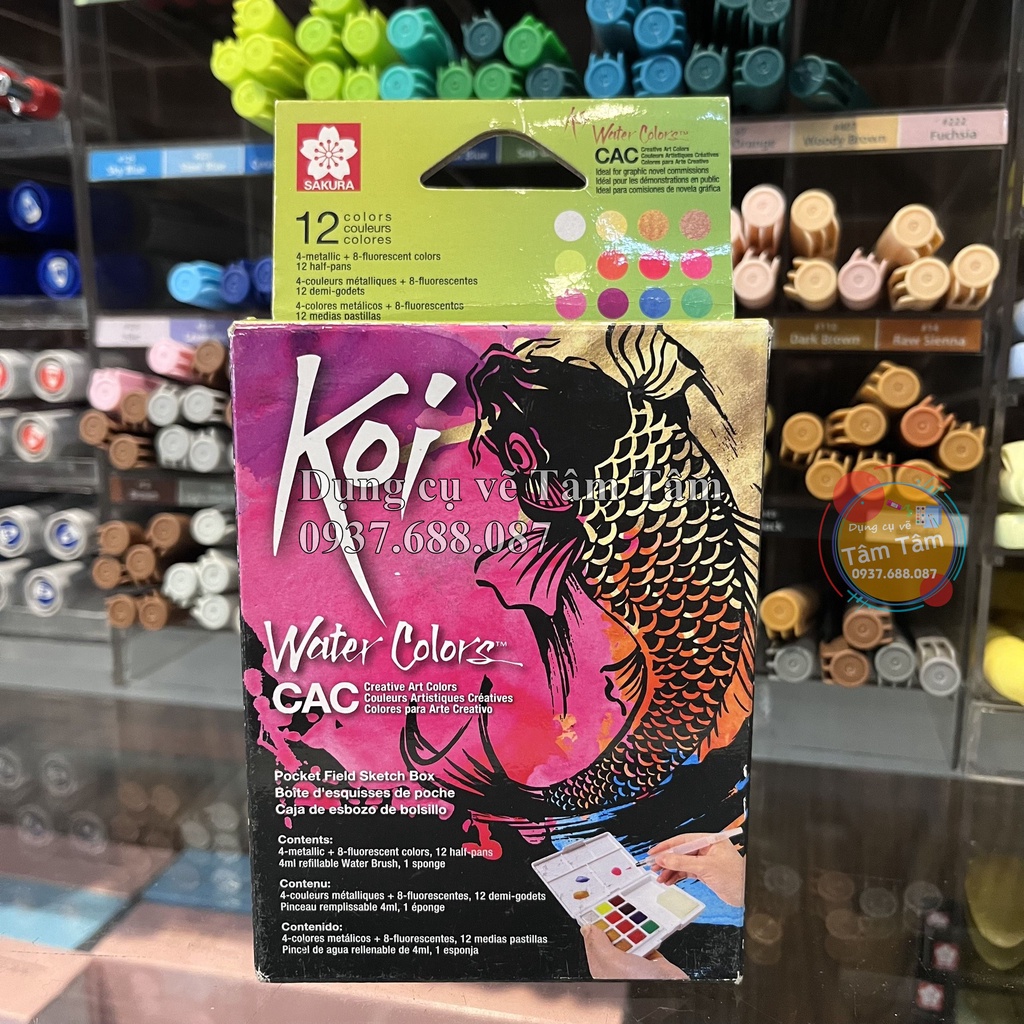 SAKURA
Water Colors™
CAC Creative Art Colors
Couleurs Artistiques Créatives
Colores para Arte Creativo
Ideal for graphic novel commissions
Idéal pour les démonstrations en public
Ideal para comisiones de novela gráfica
12 colors
couleurs
colores
4-metallic + 8-fluorescent colors
12 half-pans
4-couleurs métalliques + 8-fluorescentes
12 demi-godets
4-colores metálicos + 8-fluorescentes
12 medias pastillas
#222
Fuchsia
Woody Brown
Sky Blue
Dark Brown
Raw Sienna
Koi
Dụng cụ vẽ Tâm Tâm
0937.688.087
Dụng cụ vẽ
Tâm Tâm
0937.688.087
Water Colors™
CAC Creative Art Colors
Couleurs Artistiques Créatives
Colores para Arte Creativo
Pocket Field Sketch Box
Boîte d'esquisses de poche
Caja de esbozo de bolsillo
Contents:
4-metallic + 8-fluorescent colors, 12 half-pans
4ml refillable Water Brush, 1 sponge
Contenu:
4-couleurs métalliques + 8-fluorescentes, 12 demi-godets
Pinceau remplissable 4ml, 1 éponge
Contenido:
4-colores metálicos + 8-fluorescentes, 12 medias pastillas
Pincel de agua rellenable de 4ml, 1 esponja